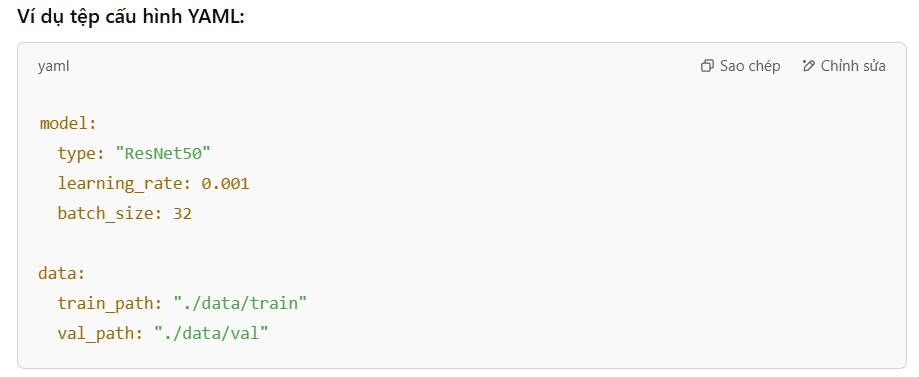 Ví dụ tệp cấu hình YAML:
yaml
Sao chép
Chỉnh sửa
model:
  type: "ResNet50"
  learning_rate: 0.001
  batch_size: 32
data:
  train_path: "./data/train"
  val_path: "./data/val"